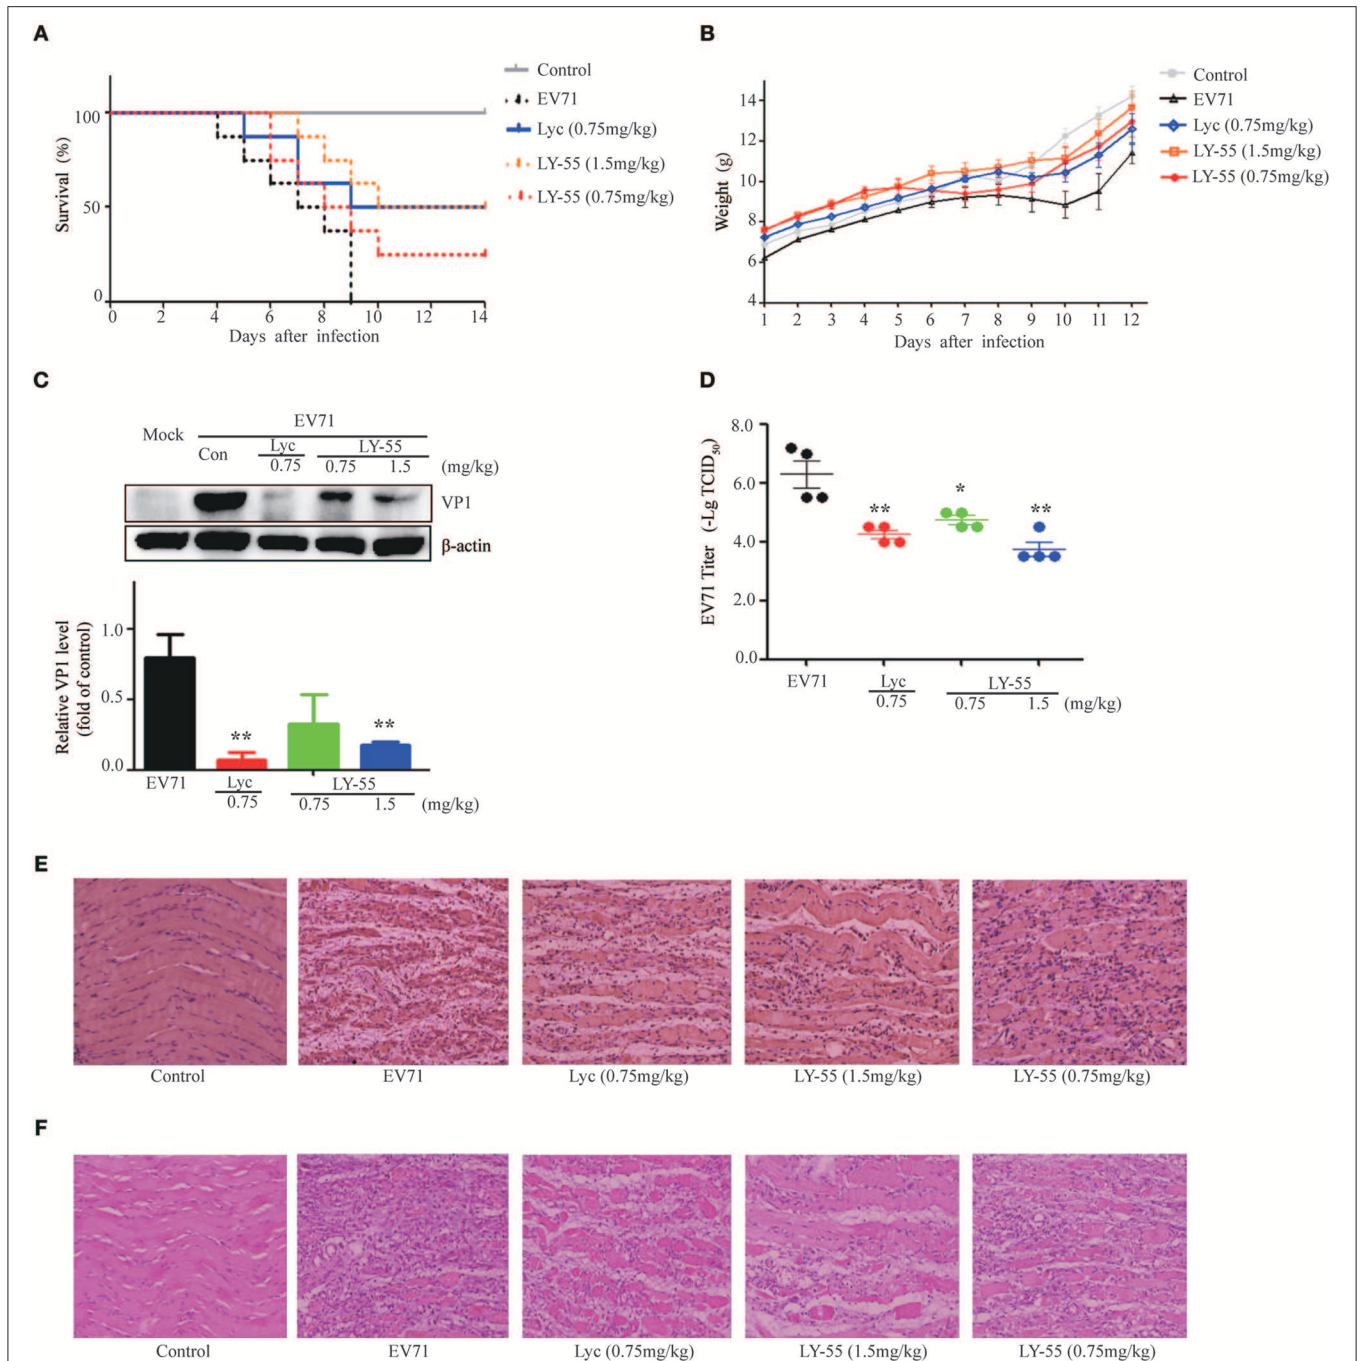 A
Control
EV71
Lyc (0.75mg/kg)
LY-55 (1.5mg/kg)
LY-55 (0.75mg/kg)
Survival (%)
100
50
0
0 2 4 6 8 10 12 14
Days after infection
B
Control
EV71
Lyc (0.75mg/kg)
LY-55 (1.5mg/kg)
LY-55 (0.75mg/kg)
Weight (g)
14
12
10
8
6
4
1 2 3 4 5 6 7 8 9 10 11 12
Days after infection
C
EV71
Mock
Con
Lyc
LY-55
0.75 0.75 1.5 (mg/kg)
VP1
β-actin
Relative VP1 level
(fold of control)
1.0
0.5
0.0
** **
EV71 Lyc LY-55
0.75 0.75 1.5 (mg/kg)
D
EV71 Titer (-Lg TCID50)
8.0
6.0
4.0
2.0
0.0
** * **
EV71 Lyc LY-55
0.75 0.75 1.5 (mg/kg)
E
Control EV71 Lyc (0.75mg/kg) LY-55 (1.5mg/kg) LY-55 (0.75mg/kg)
F
Control EV71 Lyc (0.75mg/kg) LY-55 (1.5mg/kg) LY-55 (0.75mg/kg)